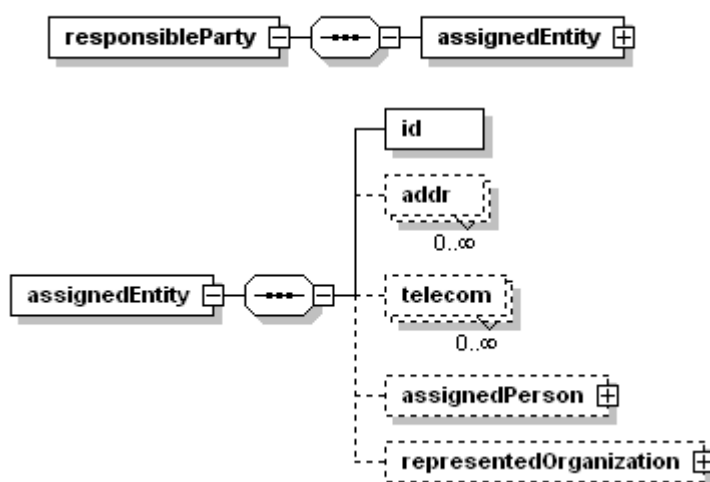 responsibleParty assignedEntity
id
addr
0..∞
assignedEntity
telecom
0..∞
assignedPerson
representedOrganization